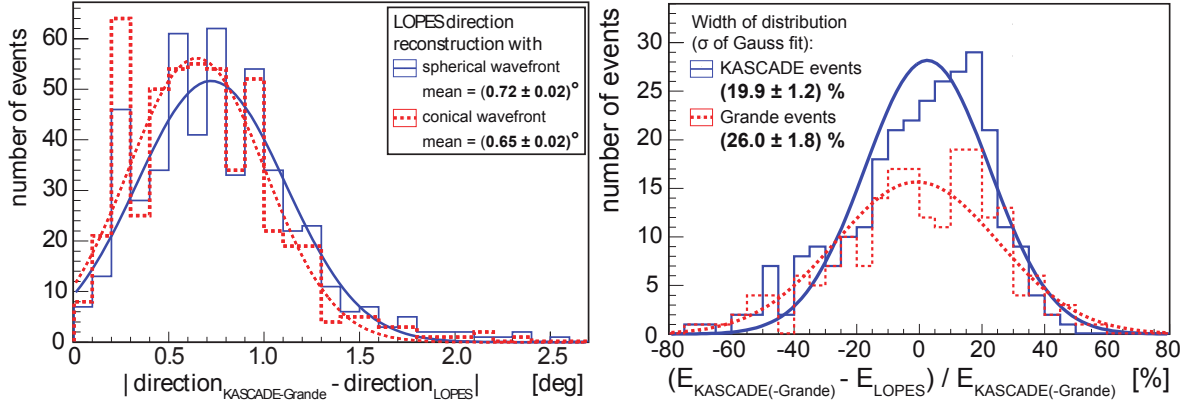 number of events
60
50
40
30
20
10
0
0
0.5
1.0
1.5
2.0
2.5
| direction KASCADE-Grande - direction LOPES | [deg]
LOPES direction
reconstruction with
spherical wavefront
mean = (0.72 ± 0.02)°
conical wavefront
mean = (0.65 ± 0.02)°
number of events
30
25
20
15
10
5
0
-80
-60
-40
-20
0
20
40
60
80
(E KASCADE(-Grande) - E LOPES) / E KASCADE(-Grande) [%]
Width of distribution
(σ of Gauss fit):
KASCADE events
(19.9 ± 1.2) %
Grande events
(26.0 ± 1.8) %